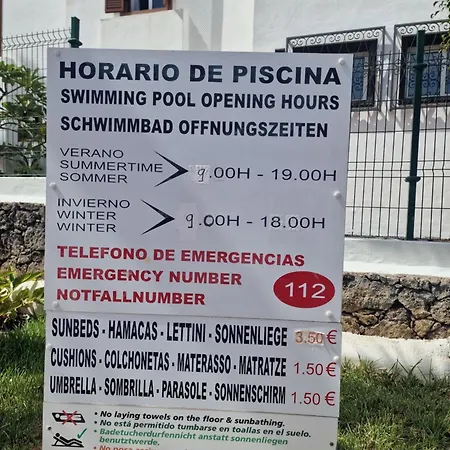 HORARIO DE PISCINA
SWIMMING POOL OPENING HOURS
SCHWIMMBAD OFFNUNGSZEITEN
VERANO
SUMMERTIME 9.00H - 19.00H
SOMMER
INVIERNO
WINTER 9.00H - 18.00H
WINTER
TELEFONO DE EMERGENCIAS
EMERGENCY NUMBER 112
NOTFALLNUMBER
SUNBEDS - HAMACAS - LETTINI - SONNENLIEGE 3.50€
CUSHIONS - COLCHONETAS - MATERASSO - MATRATZE 1.50€
UMBRELLA - SOMBRILLA - PARASOLE - SONNENSCHIRM 1.50€
• No laying towels on the floor & sunbathing.
• No está permitido tumbarse en toallas en el suelo.
• Badetucherdurfennicht anstatt sonnenliegen
benutztwerde.